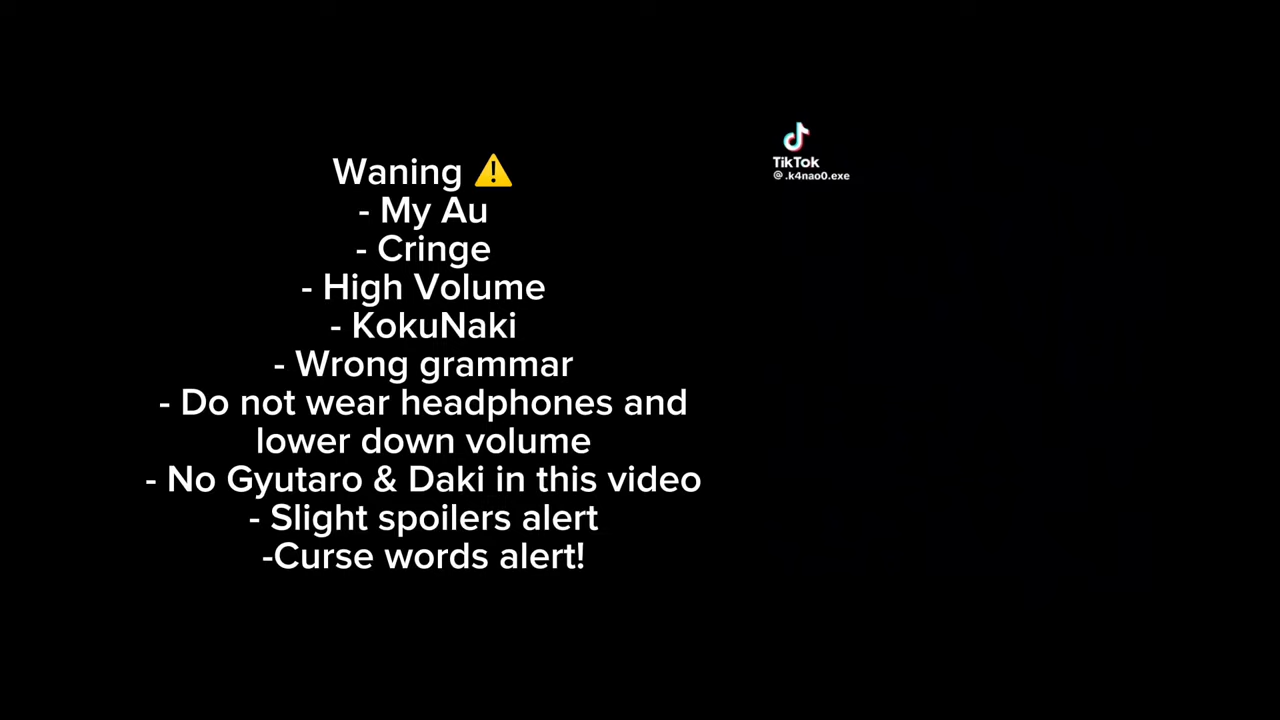 Waning ⚠️
- My Au
- Cringe
- High Volume
- KokuNaki
- Wrong grammar
- Do not wear headphones and
lower down volume
- No Gyutaro & Daki in this video
- Slight spoilers alert
-Curse words alert!
TikTok
@.k4nao0.exe